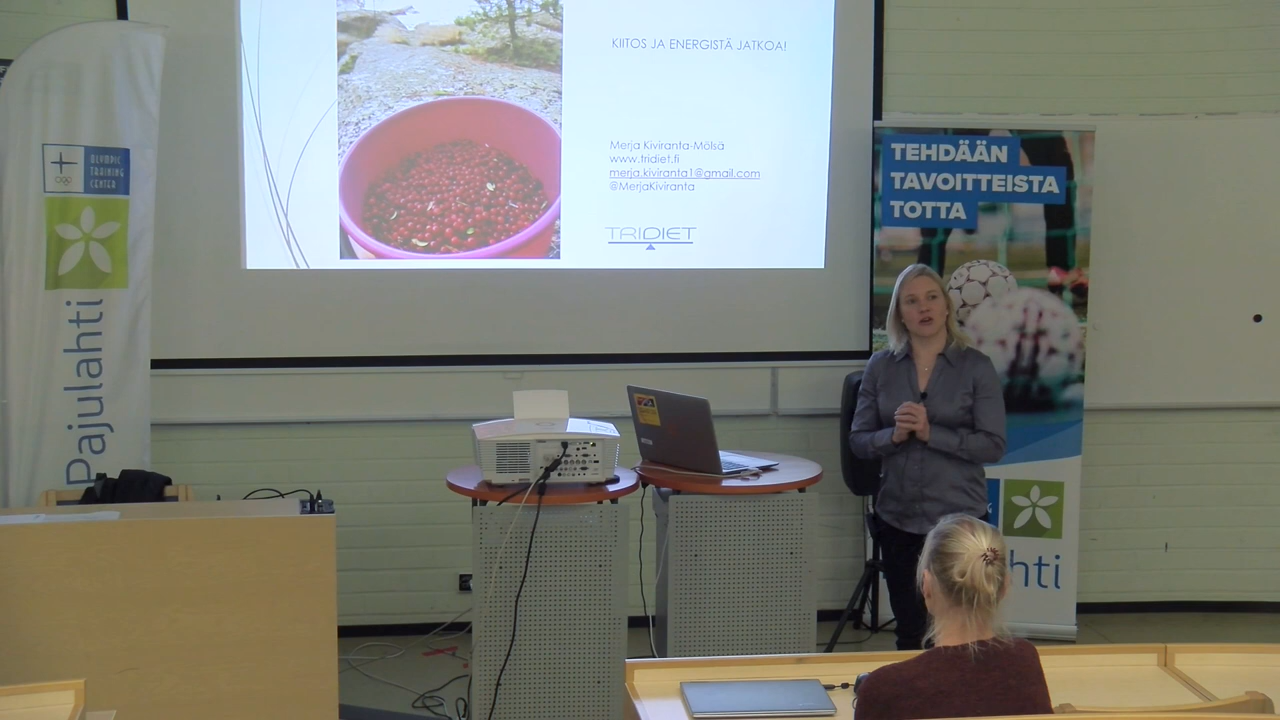 KIITOS JA ENERGISTÄ JATKOA!
Merja Kiviranta-Mölsä
www.tridiet.fi
merja.kiviranta1@gmail.com
@MerjaKiviranta
TRIDIET
OLYMPIC
TRAINING
CENTER
Pajulahti
TEHDÄÄN
TAVOITTEISTA
TOTTA
hti